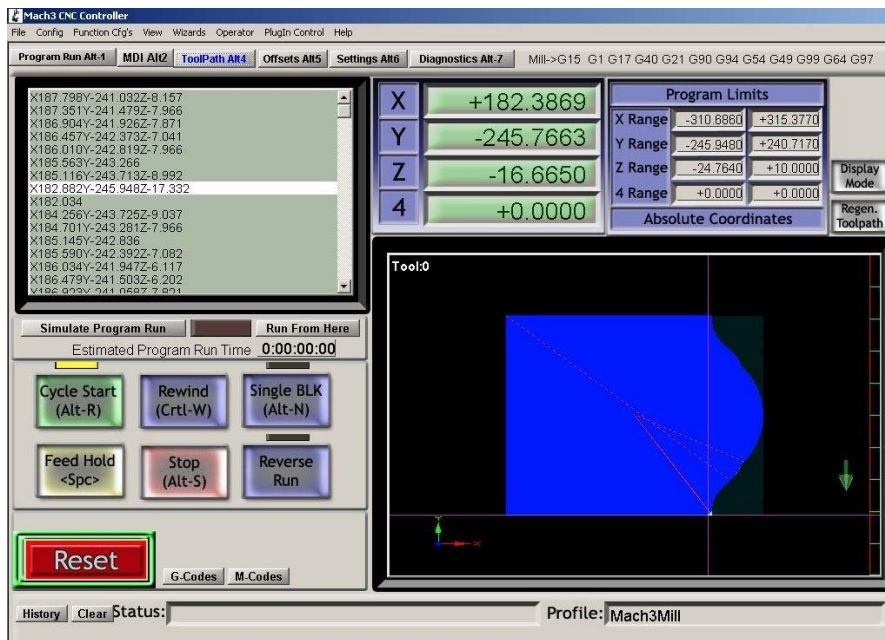 Mach3 CNC Controller
File Config Function Cfg's View Wizards Operator PlugIn Control Help
Program Run Alt-1 MDI Alt2 ToolPath Alt4 Offsets Alt5 Settings Alt6 Diagnostics Alt-7 Mill->G15 G1 G17 G40 G21 G90 G94 G54 G49 G99 G64 G97
X187.798Y-241.032Z-8.157
X187.351Y-241.479Z-7.966
X186.904Y-241.926Z-7.871
X186.457Y-242.373Z-7.041
X186.010Y-242.819Z-7.966
X185.563Y-243.266
X185.116Y-243.713Z-8.992
X182.882Y-245.948Z-17.332
X182.034
X184.256Y-243.725Z-9.037
X184.701Y-243.281Z-7.966
X185.145Y-242.836
X185.590Y-242.392Z-7.082
X186.034Y-241.947Z-6.117
X186.479Y-241.503Z-6.202
X186.923Y-241.058Z-7.821
X +182.3869
Y -245.7663
Z -16.6650
4 +0.0000
Program Limits
X Range -310.6860 +315.3770
Y Range -245.9480 +240.7170
Z Range -24.7640 +10.0000
4 Range +0.0000 +0.0000
Absolute Coordinates
Display
Mode
Regen.
Toolpath
Tool:0
Simulate Program Run Run From Here
Estimated Program Run Time 0:00:00:00
Cycle Start
(Alt-R)
Rewind
(Crtl-W)
Single BLK
(Alt-N)
Feed Hold
<Spc>
Stop
(Alt-S)
Reverse
Run
Reset
G-Codes M-Codes
History Clear Status: Profile: Mach3Mill